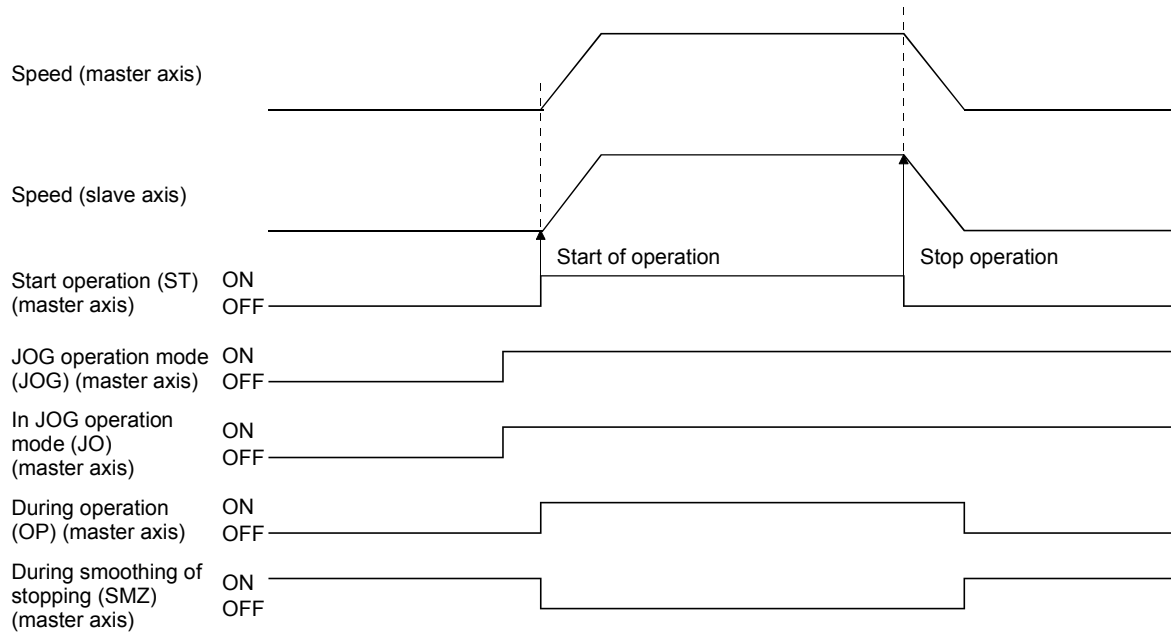 Speed (master axis)
Speed (slave axis)
Start of operation
Stop operation
Start operation (ST)
(master axis)
ON
OFF
JOG operation mode
(JOG) (master axis)
ON
OFF
In JOG operation
mode (JO)
(master axis)
ON
OFF
During operation
(OP) (master axis)
ON
OFF
During smoothing of
stopping (SMZ)
(master axis)
ON
OFF